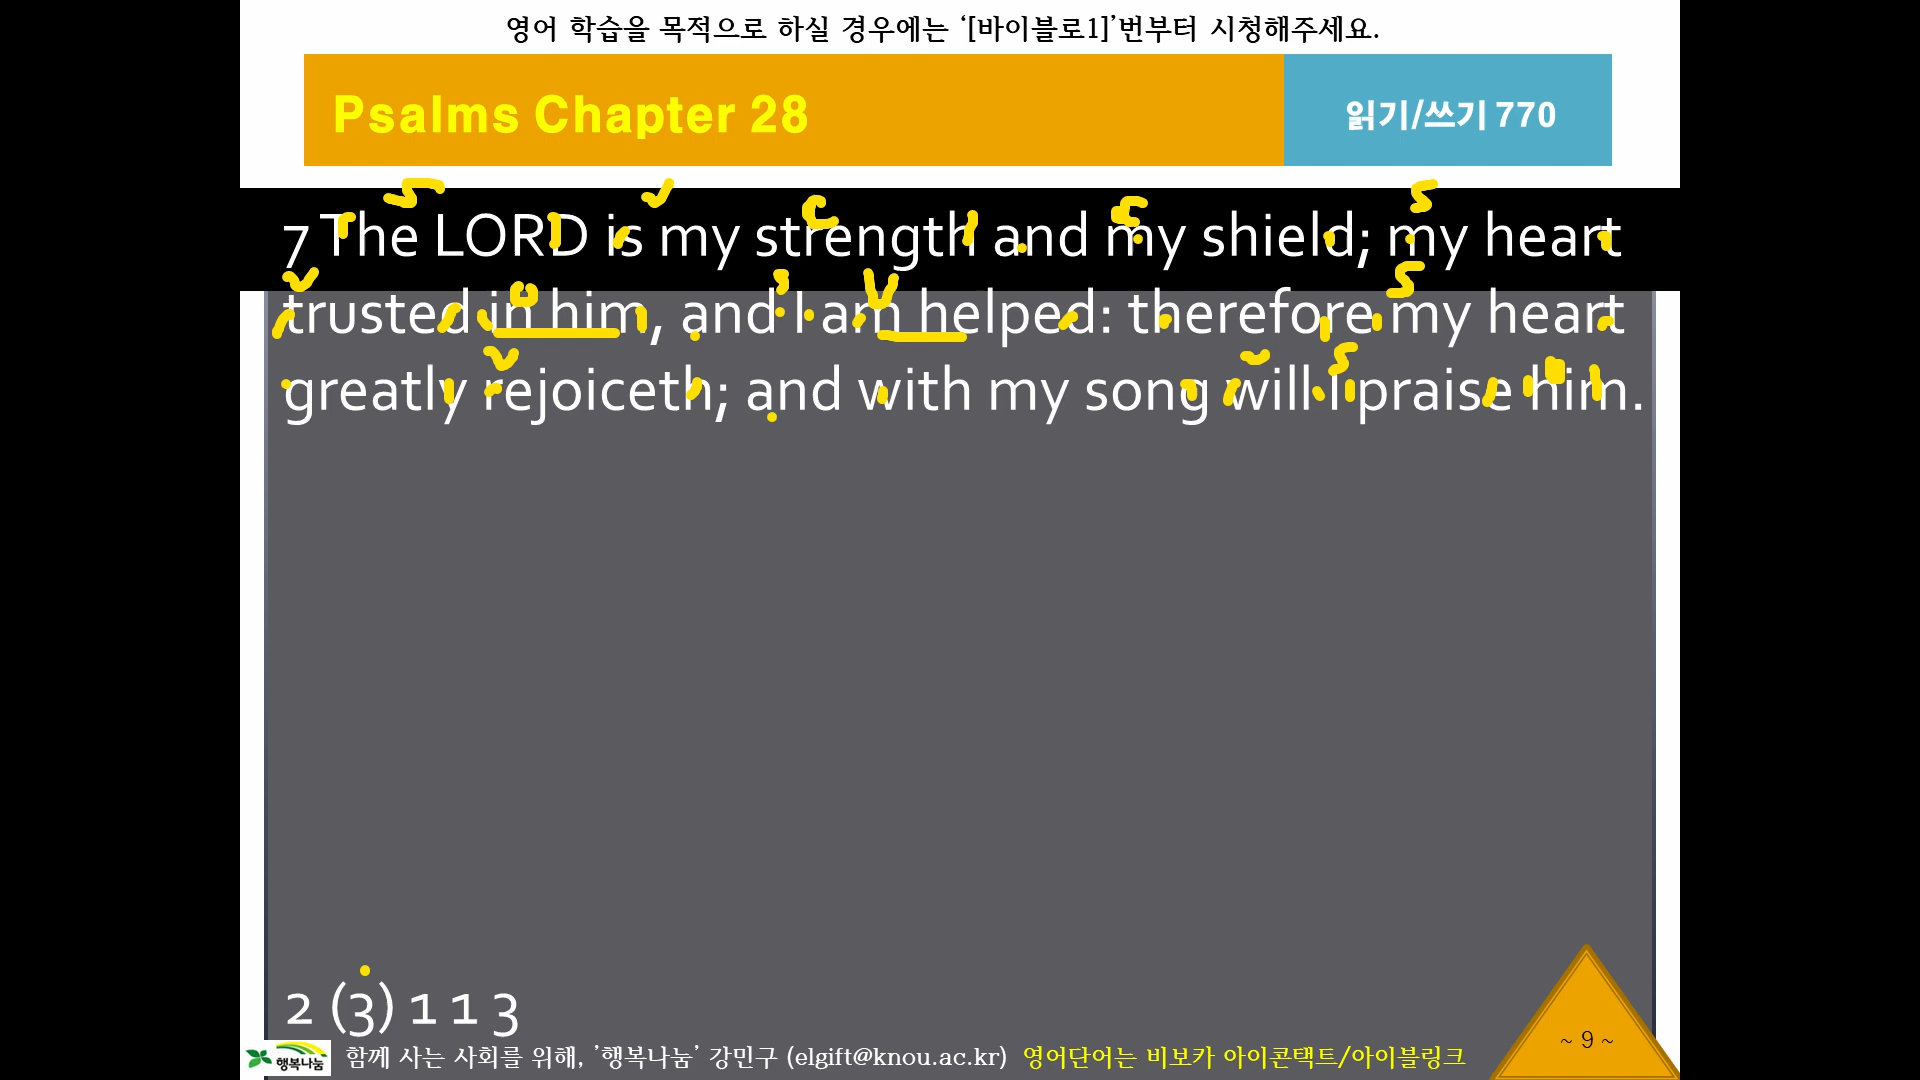 영어 학습을 목적으로 하실 경우에는 ‘[바이블로1]’번부터 시청해주세요.
Psalms Chapter 28
읽기/쓰기 770
7 The LORD is my strength and my shield; my heart
trusted in him, and I am helped: therefore my heart
greatly rejoiceth; and with my song will I praise him.
2 (3) 1 1 3
~ 9 ~
행복나눔
함께 사는 사회를 위해, ’행복나눔’ 강민구 (elgift@knou.ac.kr) 영어단어는 비보카 아이콘택트/아이블링크